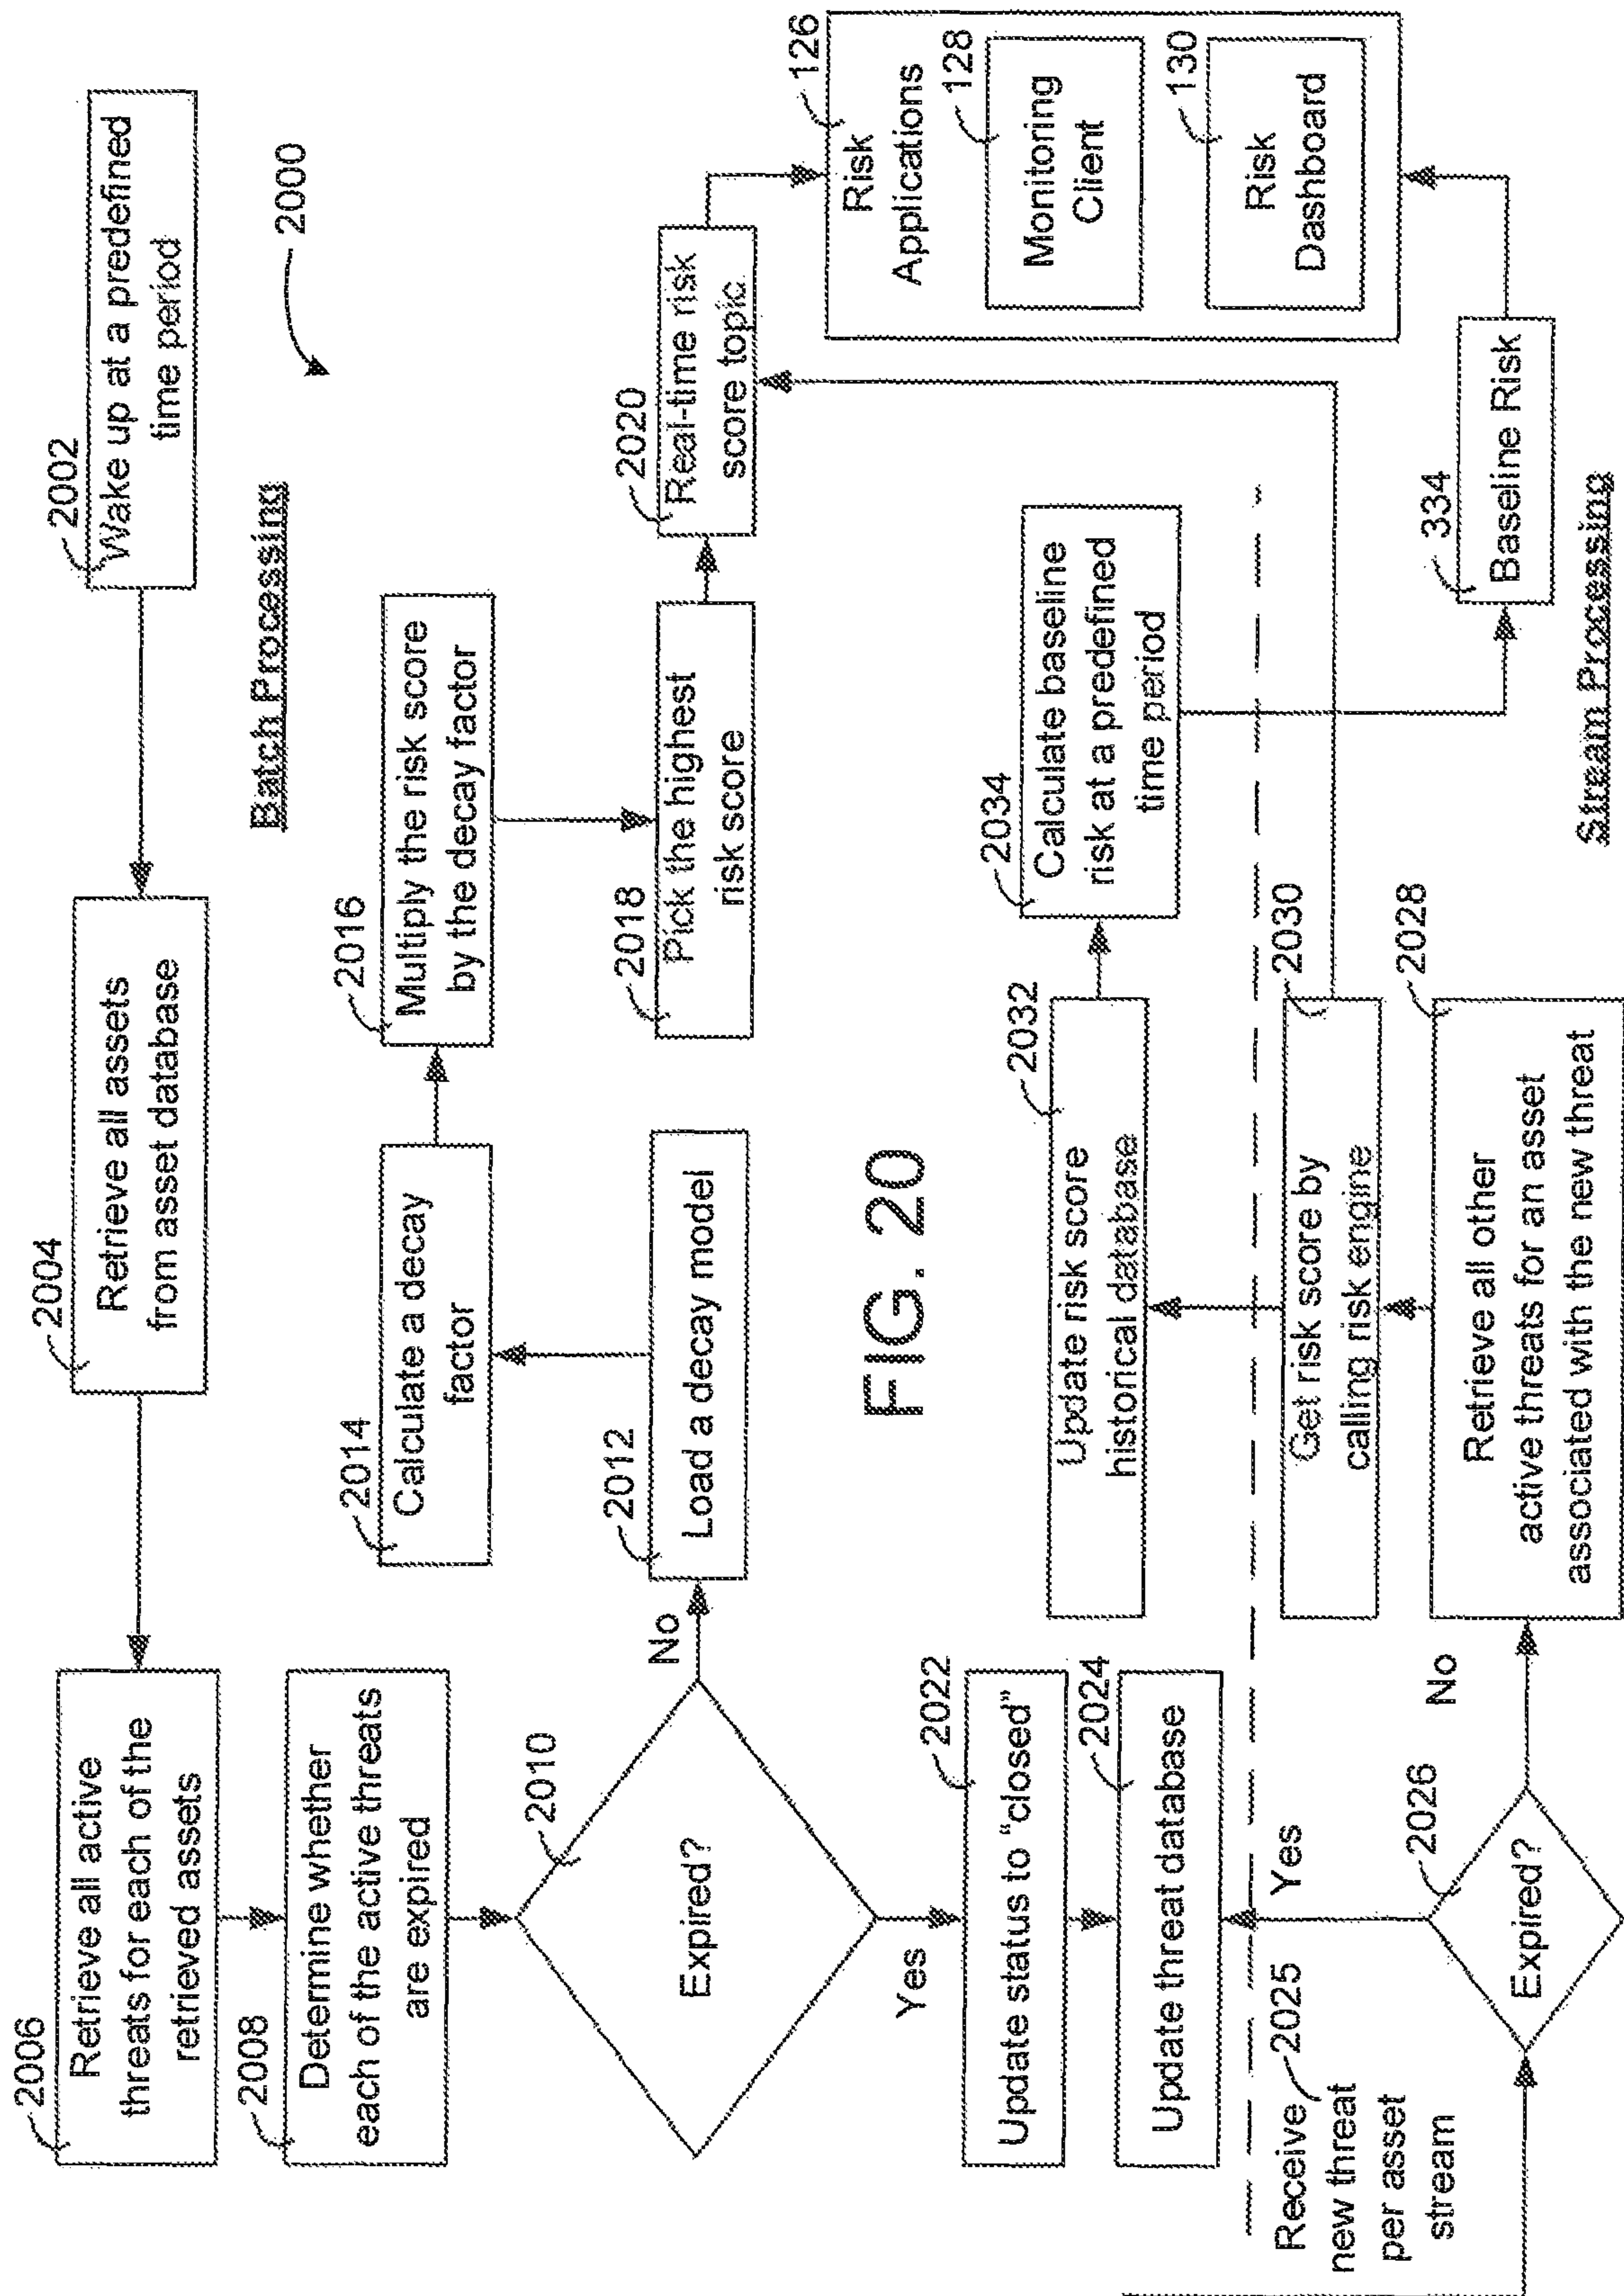 2002
Wake up at a predefined
time period
2004
Retrieve all assets
from asset database
2006
Retrieve all active
threats for each of the
retrieved assets
Batch Processing
2000
2008
Determine whether
each of the active threats
are expired
2010
Expired?
No
Yes
2012
Load a decay model
2014
Calculate a decay
factor
2016
Multiply the risk score
by the decay factor
2018
Pick the highest
risk score
2020
Real-time risk
score topic
126
Risk
Applications
128
Monitoring
Client
130
Risk
Dashboard
2022
Update status to "closed"
2024
Update threat database
FIG. 20
2032
Update risk score
historical database
2034
Calculate baseline
risk at a predefined
time period
Receive 2025
new threat
per asset
stream
Yes
2026
Expired?
No
2030
Get risk score by
calling risk engine
2028
Retrieve all other
active threats for an asset
associated with the new threat
334
Baseline Risk
Stream Processing